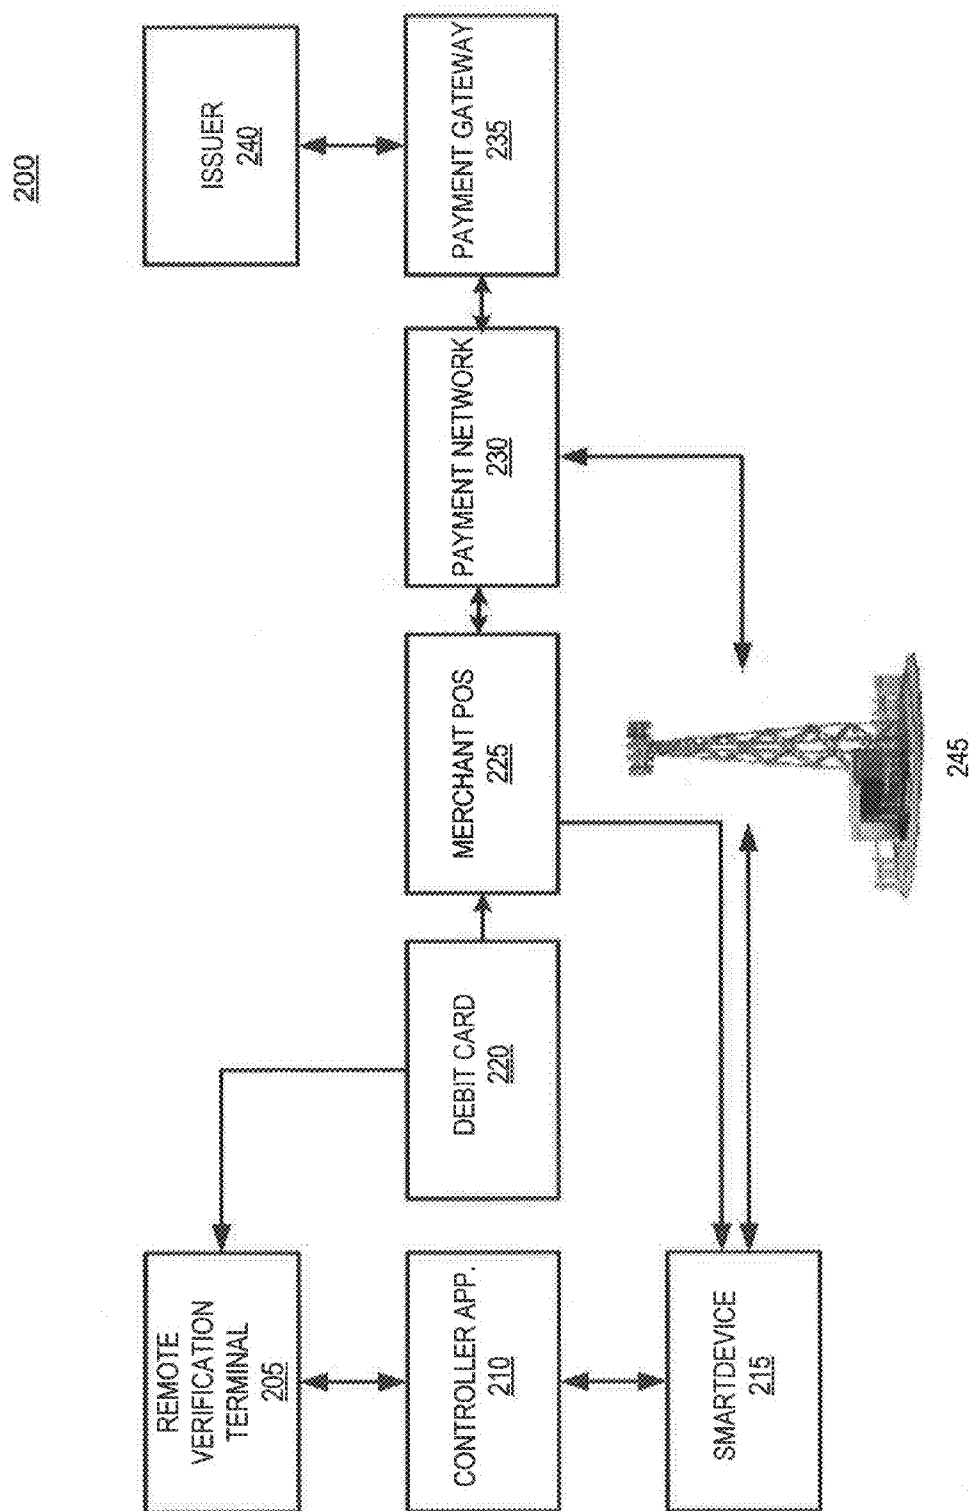 200
REMOTE
VERIFICATION
TERMINAL
205
CONTROLLER APP.
210
SMARTDEVICE
215
DEBIT CARD
220
MERCHANT POS
225
PAYMENT NETWORK
230
PAYMENT GATEWAY
235
ISSUER
240
245